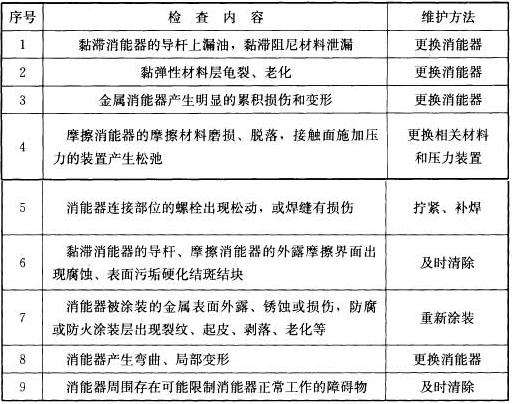 序号 检查内容 维护方法
1 黏滞消能器的导杆上漏油，黏滞阻尼材料泄漏 更换消能器
2 黏弹性材料层龟裂、老化 更换消能器
3 金属消能器产生明显的累积损伤和变形 更换消能器
4 摩擦消能器的摩擦材料磨损、脱落，接触面施加压 更换相关材料
力的装置产生松弛 和压力装置
5 消能器连接部位的螺栓出现松动，或焊缝有损伤 拧紧、补焊
6 黏滞消能器的导杆、摩擦消能器的外露摩擦界面出
现腐蚀、表面污垢硬化结斑结块 及时清除
7 消能器被涂装的金属表面外露、锈蚀或损伤，防腐
或防火涂装层出现裂纹、起皮、剥落、老化等 重新涂装
8 消能器产生弯曲、局部变形 更换消能器
9 消能器周围存在可能限制消能器正常工作的障碍物 及时清除